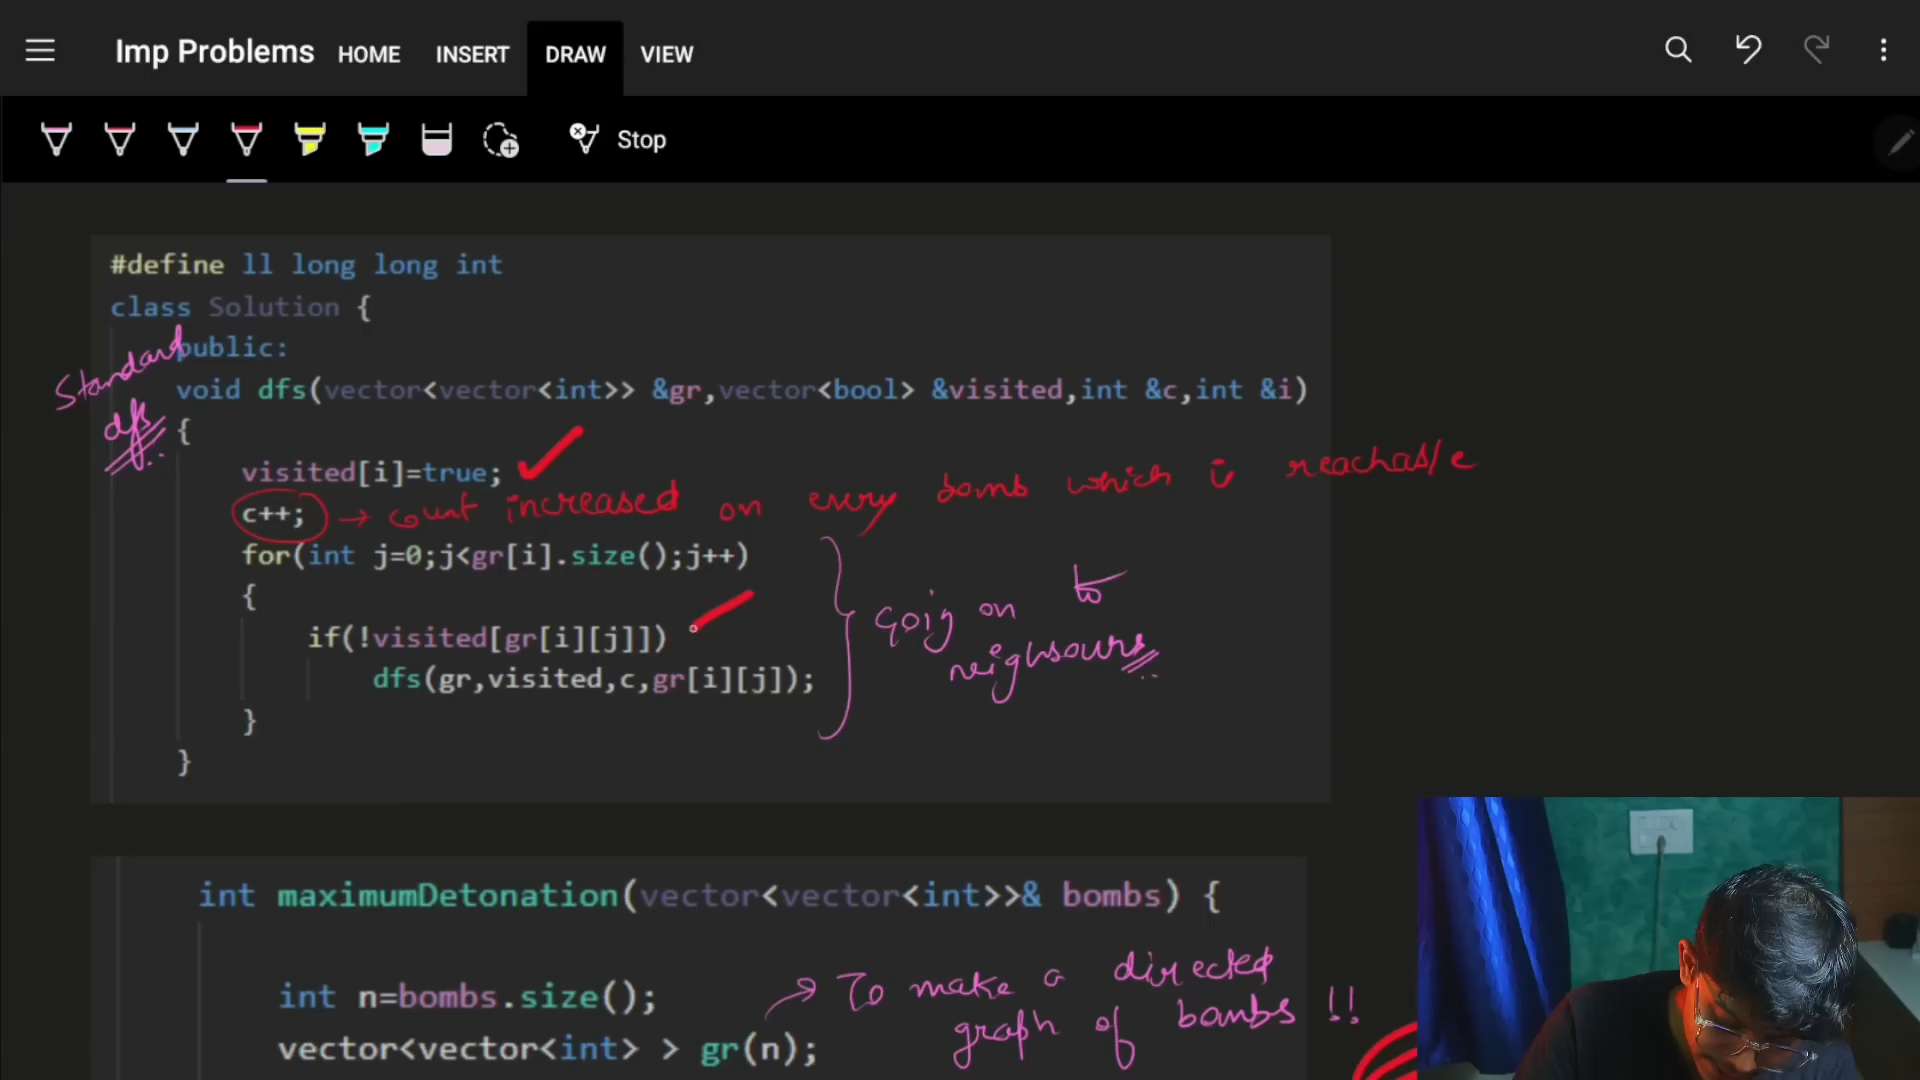 Imp Problems HOME INSERT DRAW VIEW
Stop
#define ll long long int
class Solution {
public:
Standard
void dfs(vector<vector<int>> &gr,vector<bool> &visited,int &c,int &i)
dfs
{
visited[i]=true;
c++; → count increased on every bomb which is reachable
for(int j=0;j<gr[i].size();j++)
{
if(!visited[gr[i][j]])
dfs(gr,visited,c,gr[i][j]);
}
}
Goig on to
neighbours
int maximumDetonation(vector<vector<int>>& bombs) {
int n=bombs.size();
vector<vector<int> > gr(n);
→ To make a directed
graph of bombs !!